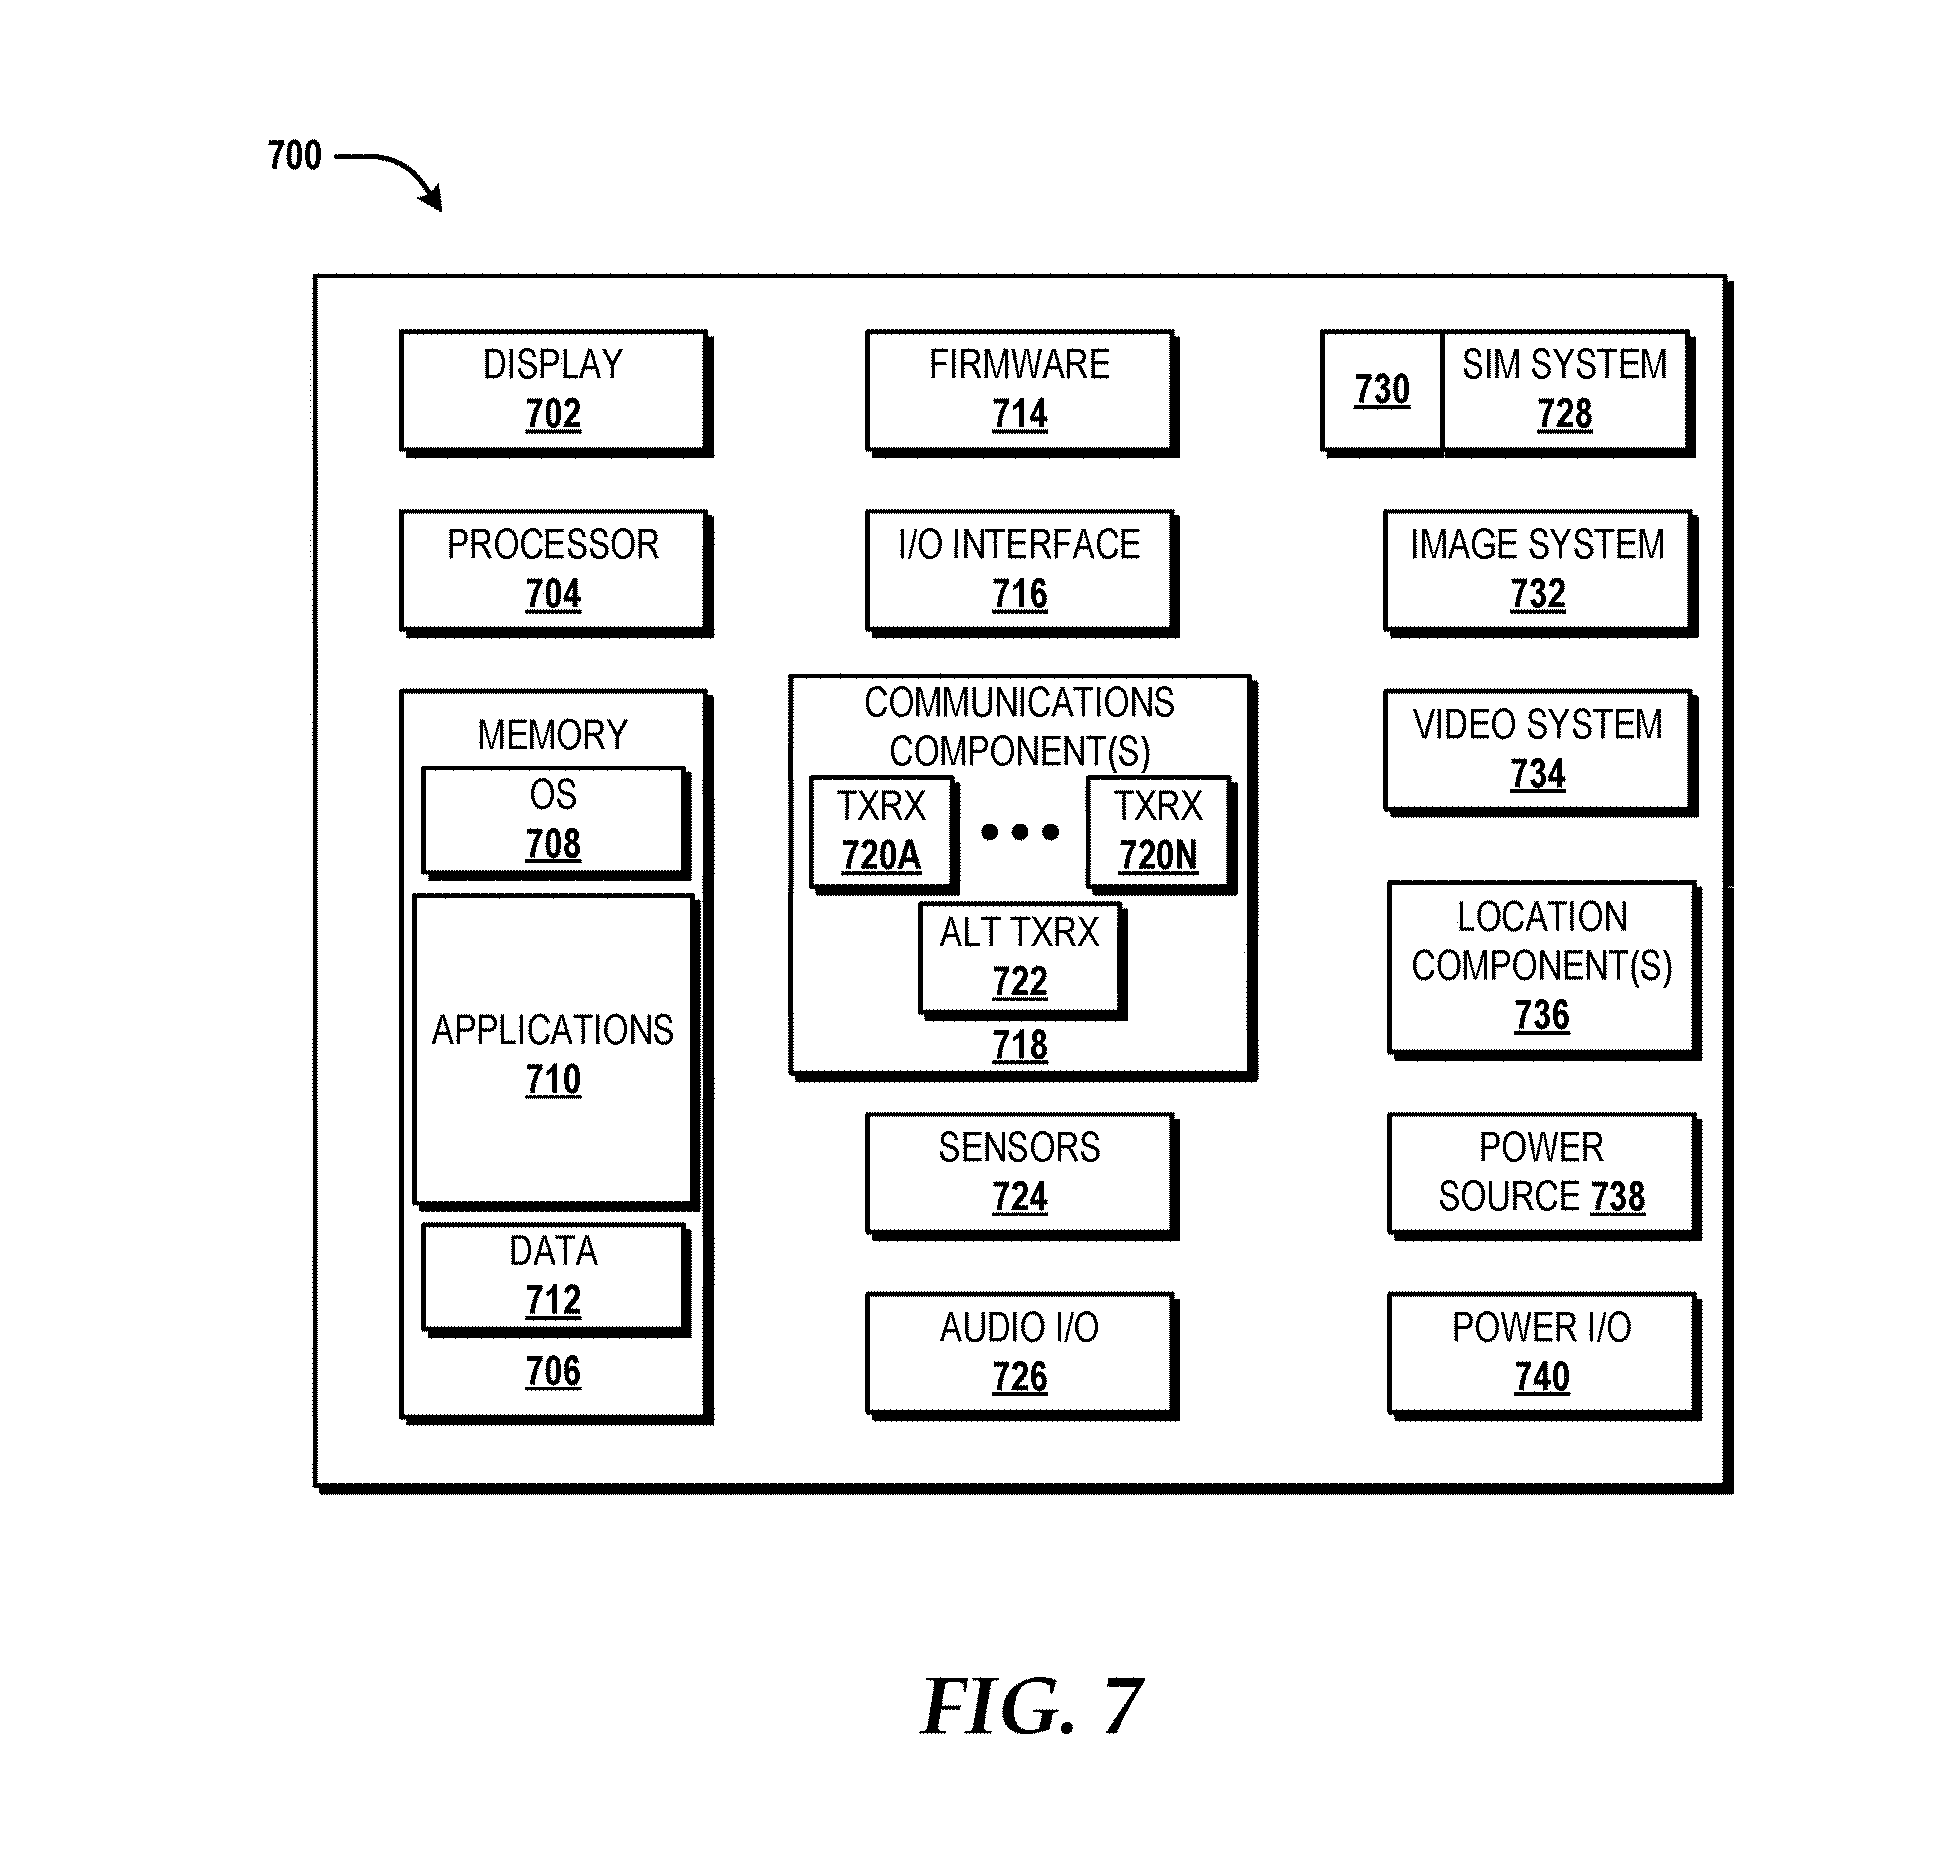 700
DISPLAY
702
PROCESSOR
704
MEMORY
OS
708
APPLICATIONS
710
DATA
712
706
FIRMWARE
714
I/O INTERFACE
716
COMMUNICATIONS
COMPONENT(S)
TXRX
720A
TXRX
720N
ALT TXRX
722
718
SENSORS
724
AUDIO I/O
726
730
SIM SYSTEM
728
IMAGE SYSTEM
732
VIDEO SYSTEM
734
LOCATION
COMPONENT(S)
736
POWER
SOURCE 738
POWER I/O
740
FIG. 7